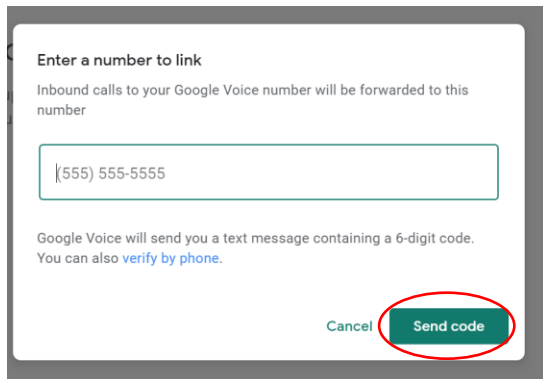 Enter a number to link
Inbound calls to your Google Voice number will be forwarded to this
number
(555) 555-5555
Google Voice will send you a text message containing a 6-digit code.
You can also verify by phone.
Cancel Send code